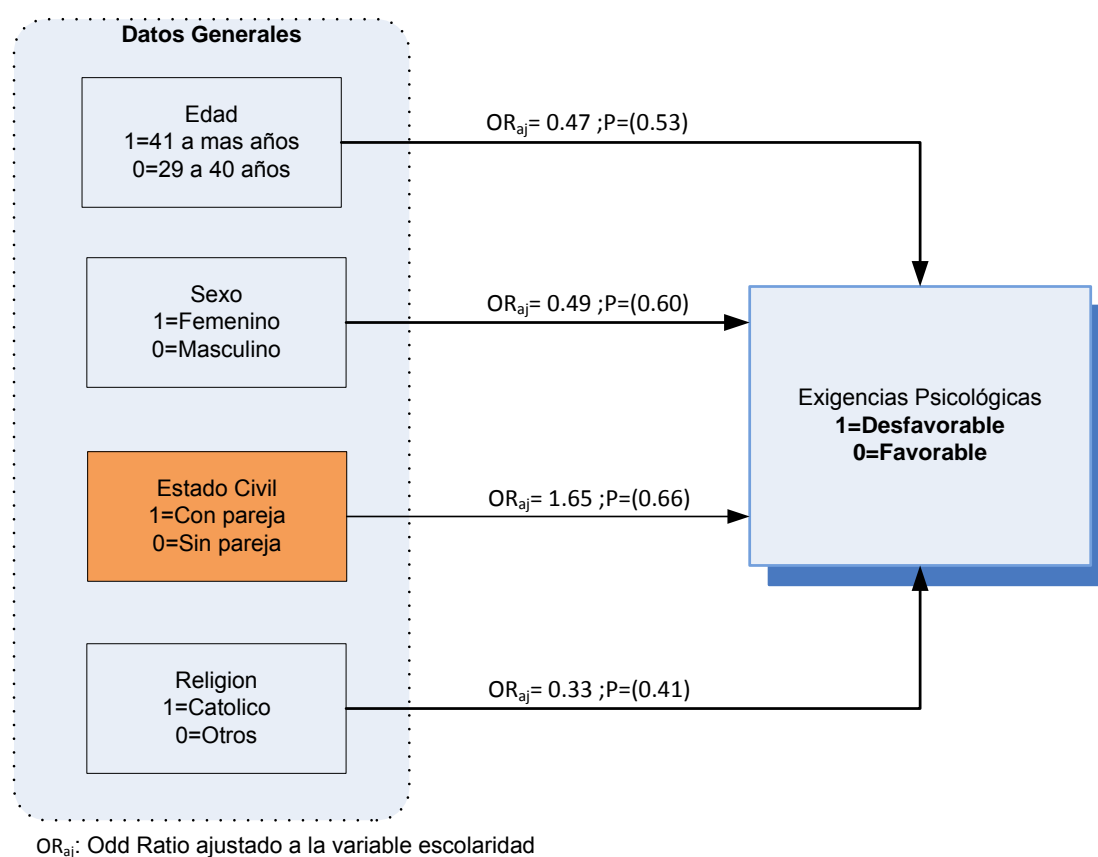 Datos Generales
Edad
1=41 a mas años
0=29 a 40 años
ORaj= 0.47 ;P=(0.53)
Sexo
1=Femenino
0=Masculino
ORaj= 0.49 ;P=(0.60)
Exigencias Psicológicas
1=Desfavorable
0=Favorable
Estado Civil
1=Con pareja
0=Sin pareja
ORaj= 1.65 ;P=(0.66)
Religion
1=Catolico
0=Otros
ORaj= 0.33 ;P=(0.41)
ORaj: Odd Ratio ajustado a la variable escolaridad